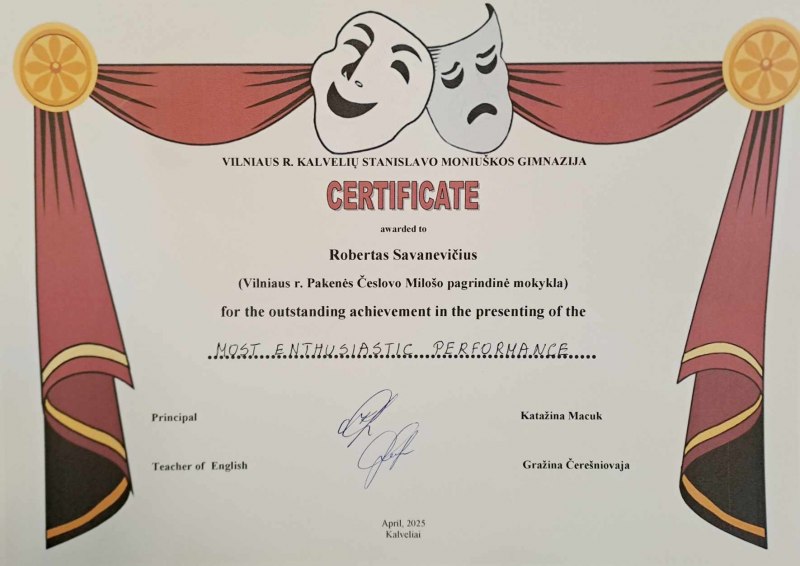 VILNIAUS R. KALVELIŲ STANISLAVO MONIUŠKOS GIMNAZIJA
CERTIFICATE
awarded to
Robertas Savanevičius
(Vilniaus r. Pakenės Česlovo Milošo pagrindinė mokykla)
for the outstanding achievement in the presenting of the
MOST ENTHUSIASTIC PERFORMANCE
Principal Katažina Macuk
Teacher of English Gražina Čerešniovaja
April, 2025
Kalveliai